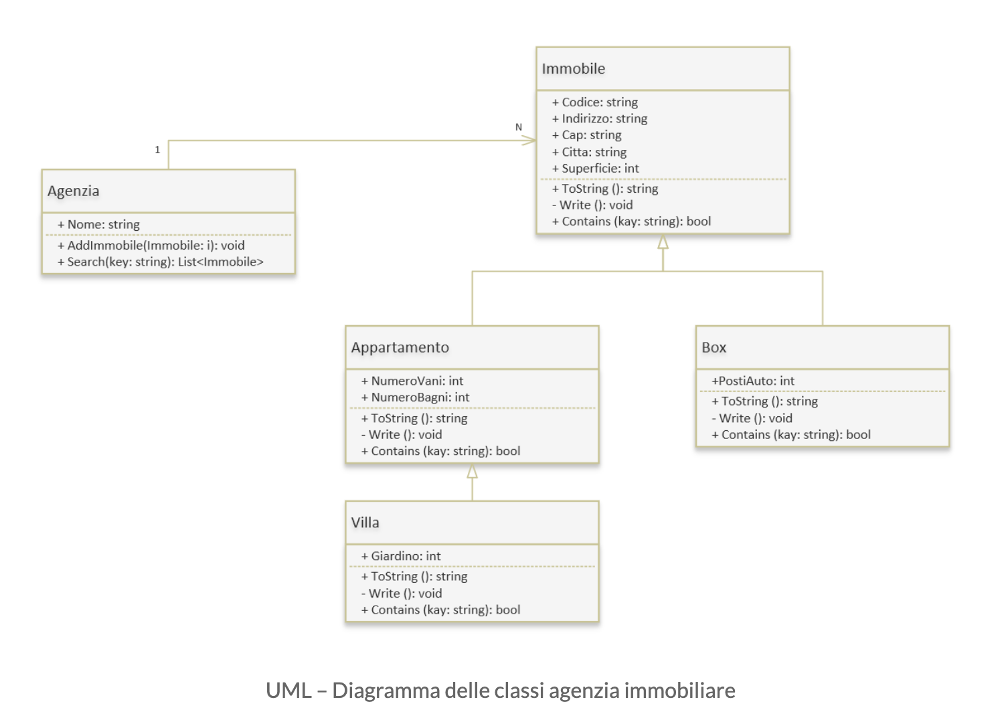 Immobile
+ Codice: string
+ Indirizzo: string
+ Cap: string
+ Citta: string
+ Superficie: int
+ ToString (): string
- Write (): void
+ Contains (kay: string): bool
N
1
Agenzia
+ Nome: string
+ AddImmobile(Immobile: i): void
+ Search(key: string): List<Immobile>
Appartamento
+ NumeroVani: int
+ NumeroBagni: int
+ ToString (): string
- Write (): void
+ Contains (kay: string): bool
Box
+PostiAuto: int
+ ToString (): string
- Write (): void
+ Contains (kay: string): bool
Villa
+ Giardino: int
+ ToString (): string
- Write (): void
+ Contains (kay: string): bool
UML – Diagramma delle classi agenzia immobiliare